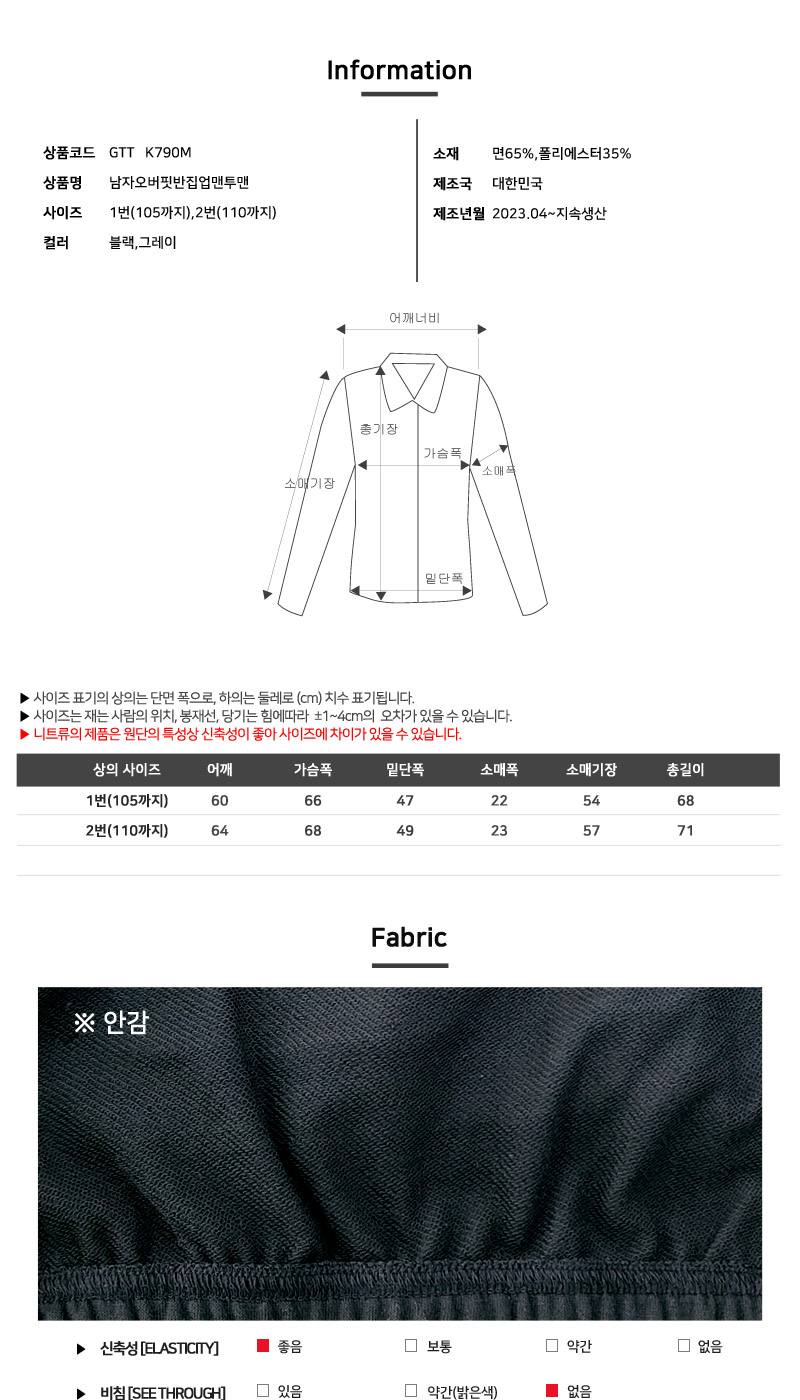 Information
상품코드 GTT K790M
상품명 남자오버핏반집업맨투맨
사이즈 1번(105까지),2번(110까지)
컬러 블랙,그레이
소재 면65%,폴리에스터35%
제조국 대한민국
제조년월 2023.04~지속생산
어깨너비
총기장
가슴폭
소매폭
소매기장
밑단폭
▶ 사이즈 표기의 상의는 단면 폭으로, 하의는 둘레로 (cm) 치수 표기됩니다.
▶ 사이즈는 재는 사람의 위치, 봉재선, 당기는 힘에따라 ±1~4cm의 오차가 있을 수 있습니다.
▶ 니트류의 제품은 원단의 특성상 신축성이 좋아 사이즈에 차이가 있을 수 있습니다.
상의 사이즈 어깨 가슴폭 밑단폭 소매폭 소매기장 총길이
1번(105까지) 60 66 47 22 54 68
2번(110까지) 64 68 49 23 57 71
Fabric
※ 안감
▶ 신축성 [ELASTICITY] 좋음 보통 약간 없음
▶ 비침 [SEE THROUGH] 있음 약간(밝은색) 없음